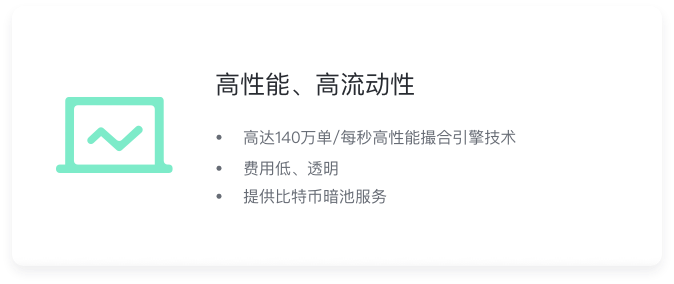 高性能、高流动性
• 高达140万单/每秒高性能撮合引擎技术
• 费用低、透明
• 提供比特币暗池服务